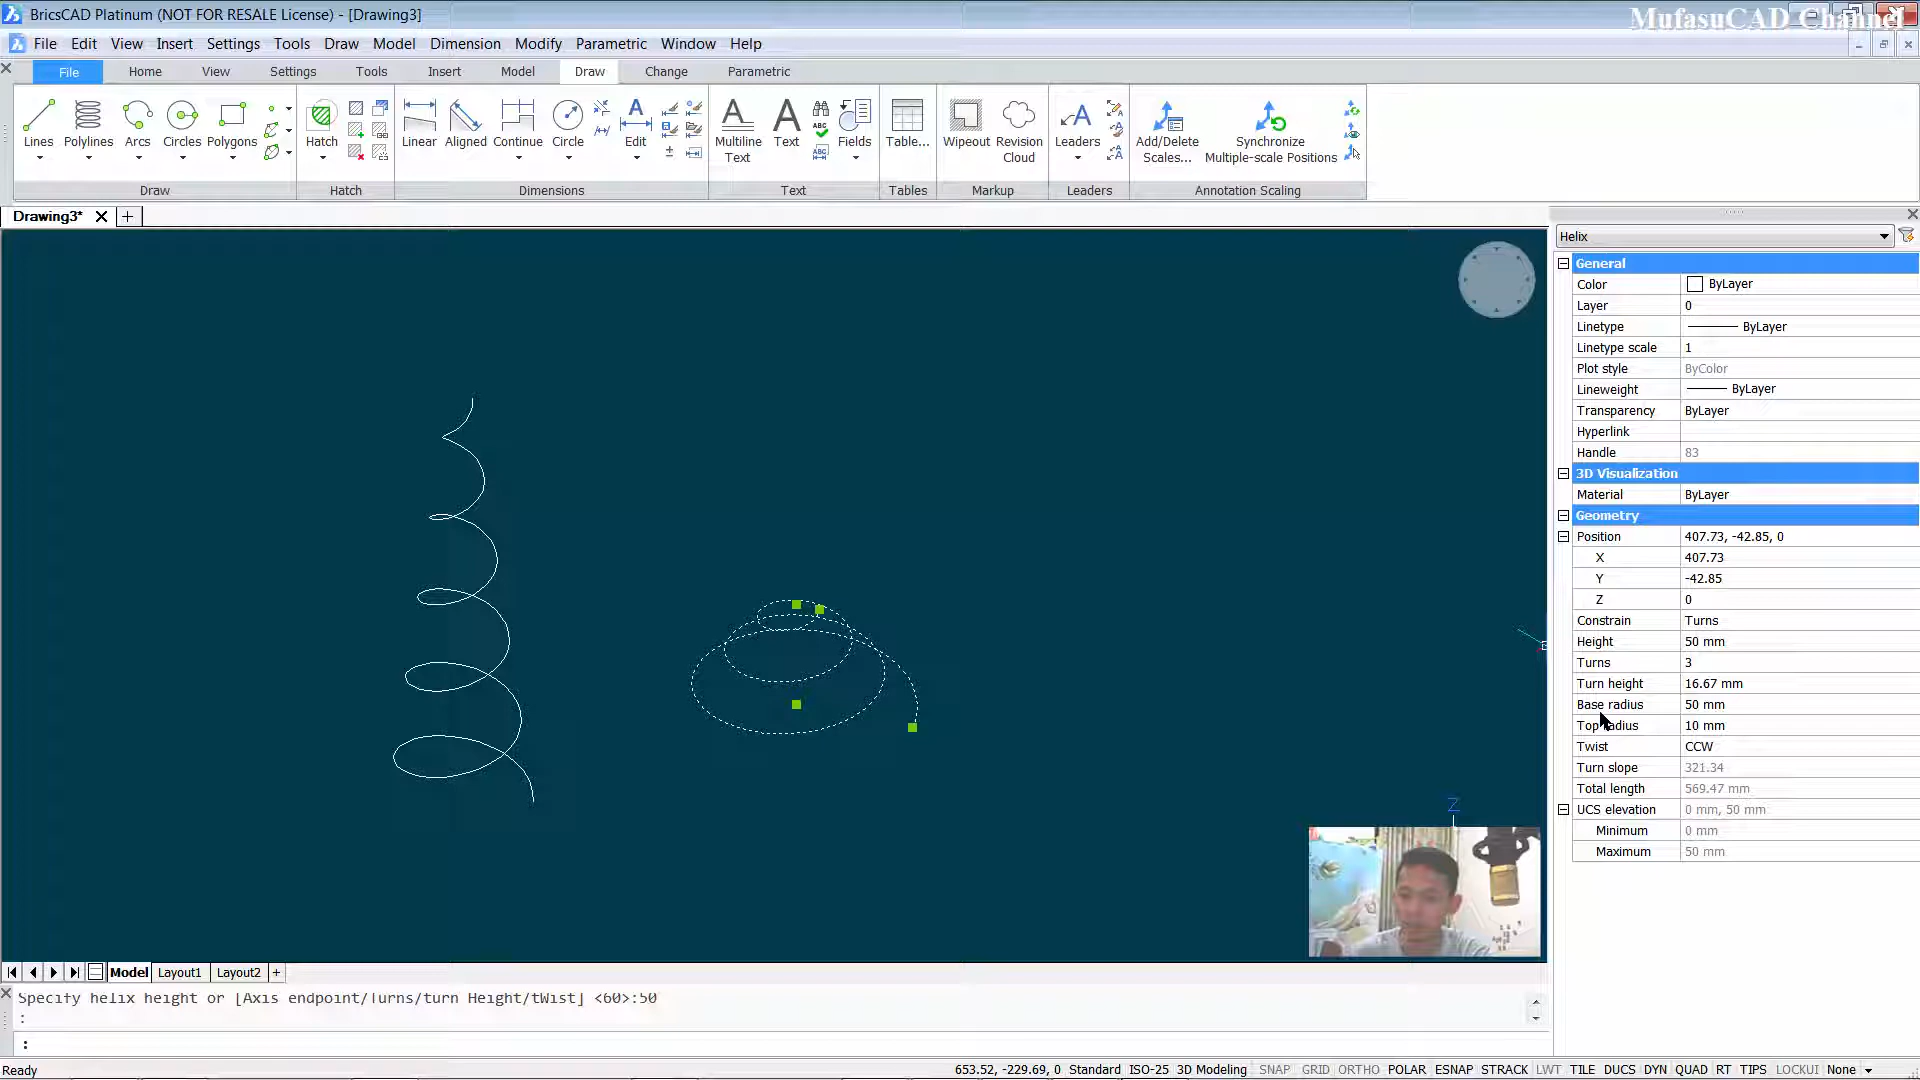 BricsCAD Platinum (NOT FOR RESALE License) - [Drawing3]
MufasuCAD Channel
File Edit View Insert Settings Tools Draw Model Dimension Modify Parametric Window Help
File Home View Settings Tools Insert Model Draw Change Parametric
Lines Polylines Arcs Circles Polygons Hatch Linear Aligned Continue Circle Edit Multiline Text Text Fields Table... Wipeout Revision Cloud Leaders Add/Delete Scales... Synchronize Multiple-scale Positions
Draw Hatch Dimensions Text Tables Markup Leaders Annotation Scaling
Drawing3*
Helix
General
Color ByLayer
Layer 0
Linetype ByLayer
Linetype scale 1
Plot style ByColor
Lineweight ByLayer
Transparency ByLayer
Hyperlink
Handle 83
3D Visualization
Material ByLayer
Geometry
Position 407.73, -42.85, 0
X 407.73
Y -42.85
Z 0
Constrain Turns
Height 50 mm
Turns 3
Turn height 16.67 mm
Base radius 50 mm
Top radius 10 mm
Twist CCW
Turn slope 321.34
Total length 569.47 mm
UCS elevation 0 mm, 50 mm
Minimum 0 mm
Maximum 50 mm
Z
Model Layout1 Layout2 +
Specify helix height or [Axis endpoint/Turns/turn Height/tWist] <60>:50
:
:
Ready 653.52, -229.69, 0 Standard ISO-25 3D Modeling SNAP GRID ORTHO POLAR ESNAP STRACK LWT TILE DUCS DYN QUAD RT TIPS LOCKUI None